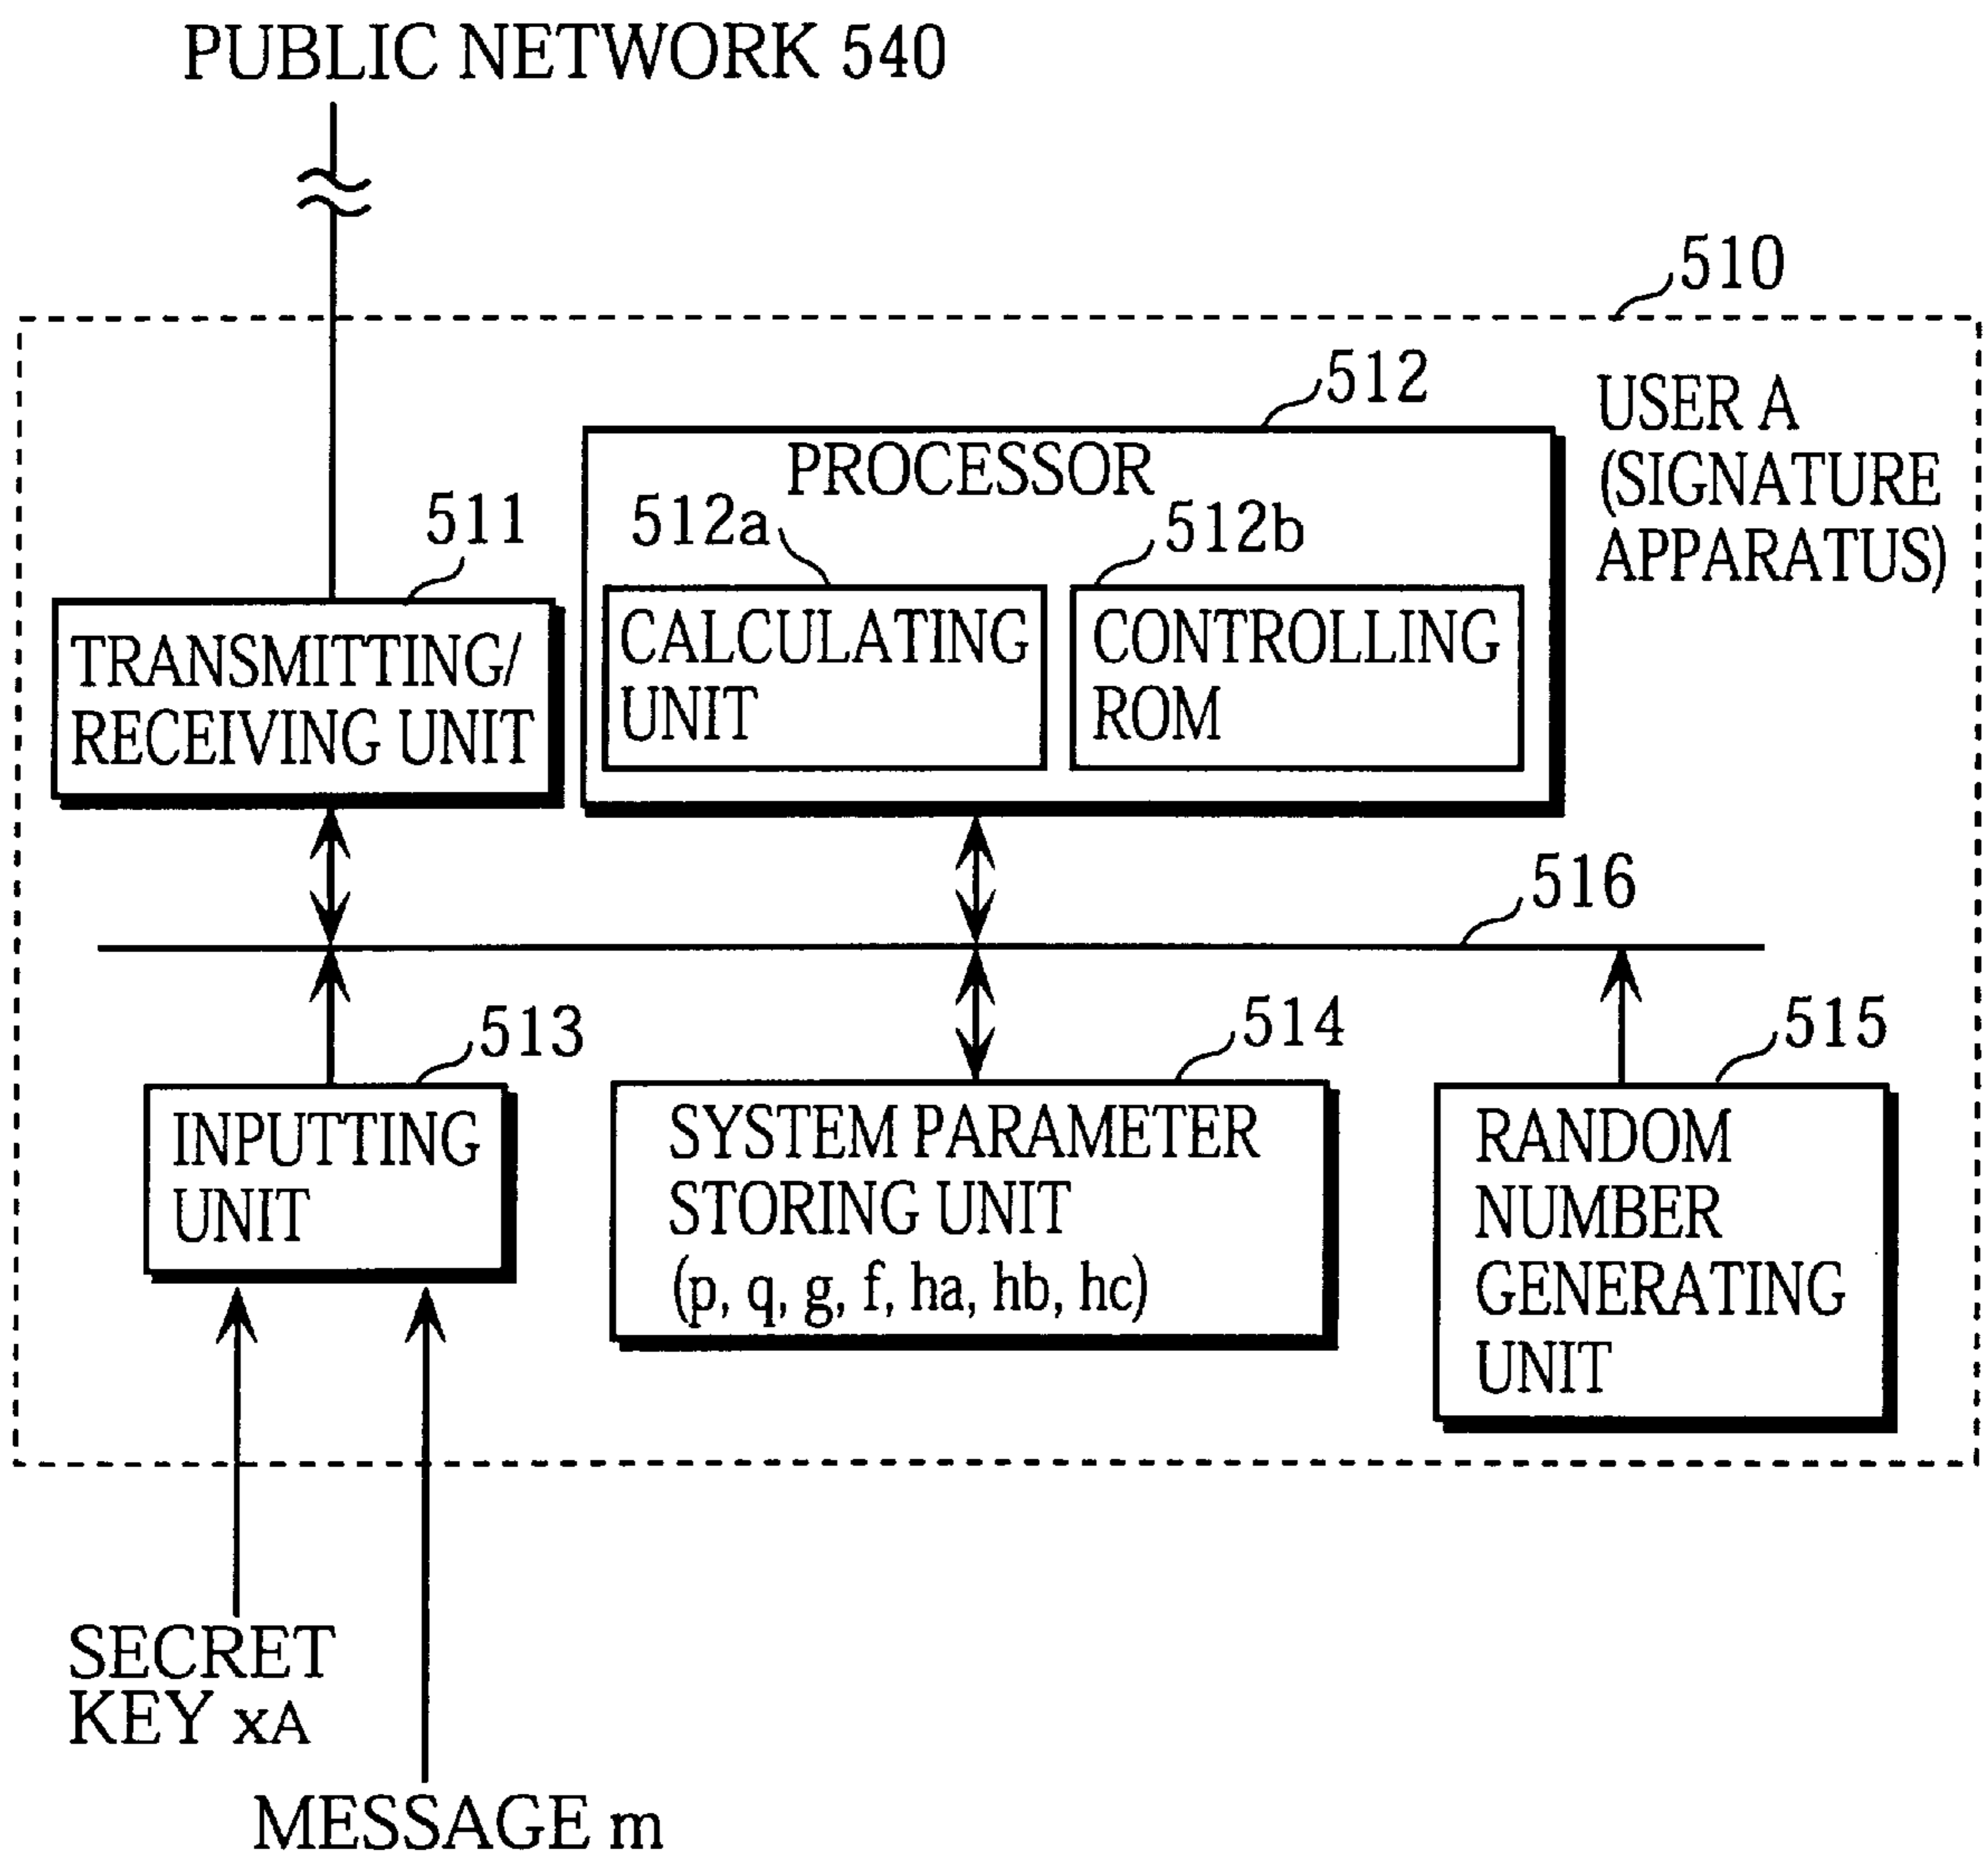 PUBLIC NETWORK 540
510
USER A
(SIGNATURE
APPARATUS)
512
PROCESSOR
511
512a
512b
TRANSMITTING/
RECEIVING UNIT
CALCULATING
UNIT
CONTROLLING
ROM
516
513
514
515
INPUTTING
UNIT
SYSTEM PARAMETER
STORING UNIT
(p, q, g, f, ha, hb, hc)
RANDOM
NUMBER
GENERATING
UNIT
SECRET
KEY xA
MESSAGE m